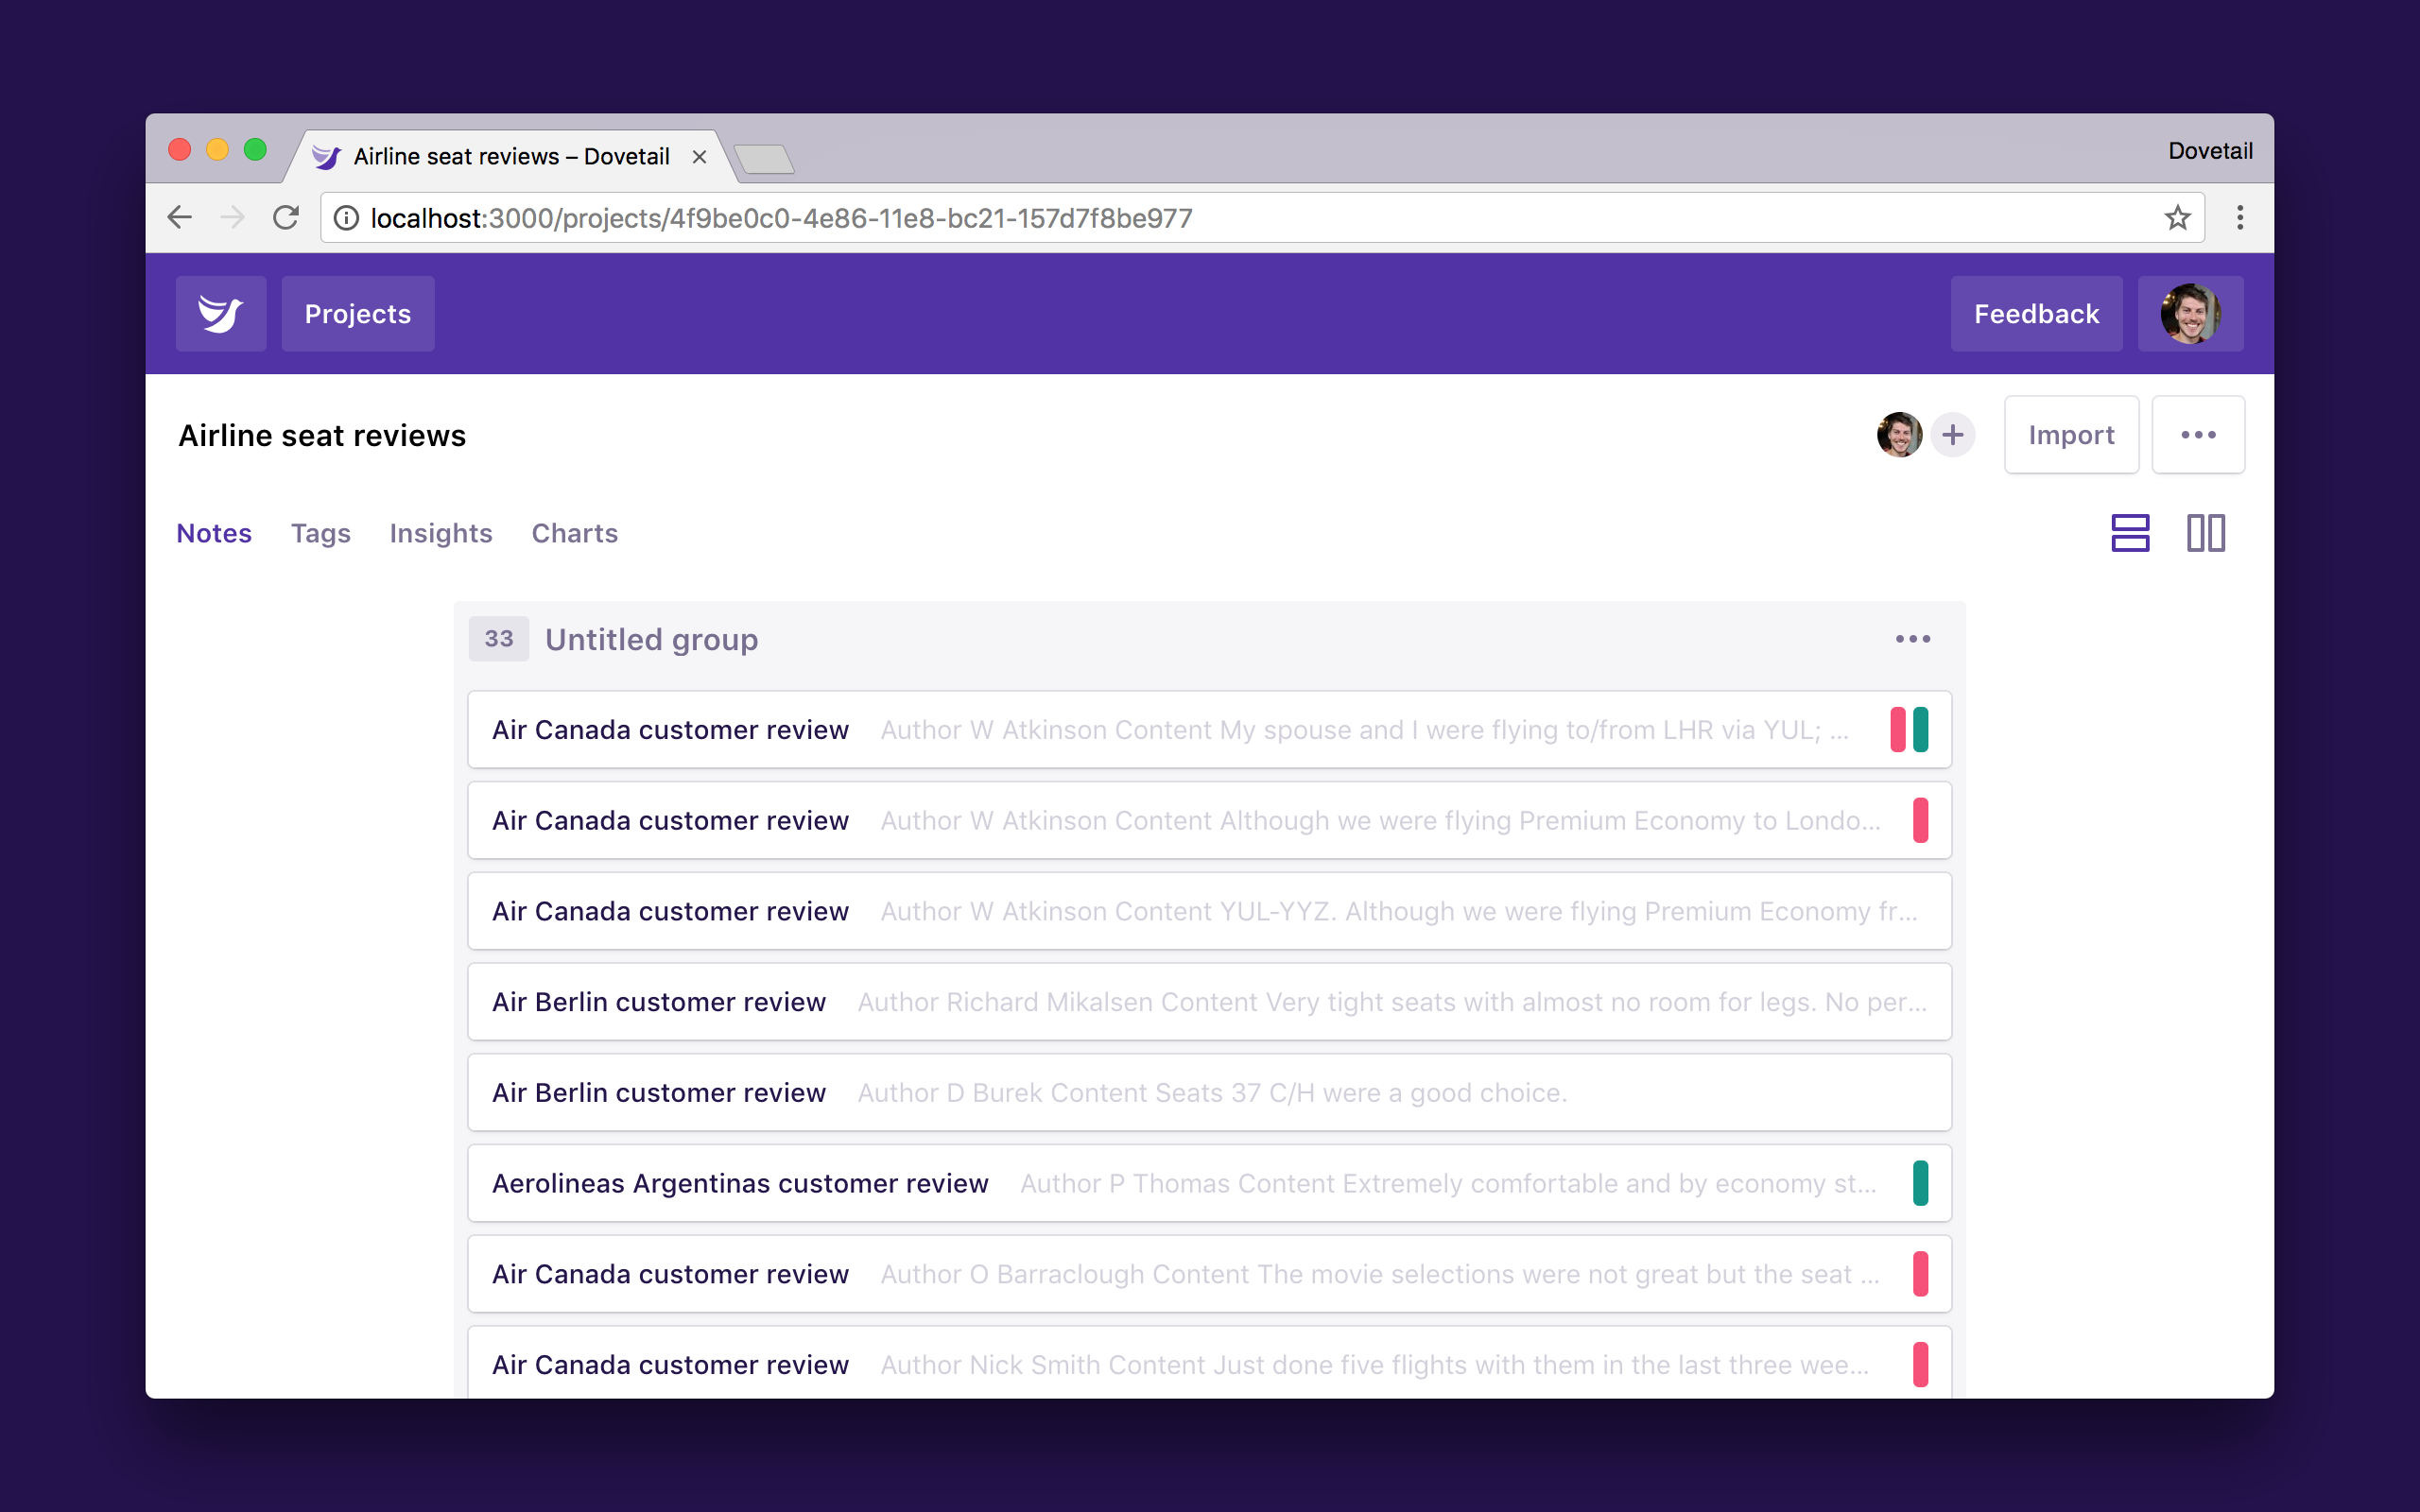 Airline seat reviews – Dovetail
Dovetail
localhost:3000/projects/4f9be0c0-4e86-11e8-bc21-157d7f8be977
Projects
Feedback
Airline seat reviews
Import
Notes Tags Insights Charts
33 Untitled group
Air Canada customer review Author W Atkinson Content My spouse and I were flying to/from LHR via YUL; ...
Air Canada customer review Author W Atkinson Content Although we were flying Premium Economy to Londo...
Air Canada customer review Author W Atkinson Content YUL-YYZ. Although we were flying Premium Economy fr...
Air Berlin customer review Author Richard Mikalsen Content Very tight seats with almost no room for legs. No per...
Air Berlin customer review Author D Burek Content Seats 37 C/H were a good choice.
Aerolineas Argentinas customer review Author P Thomas Content Extremely comfortable and by economy st...
Air Canada customer review Author O Barraclough Content The movie selections were not great but the seat ...
Air Canada customer review Author Nick Smith Content Just done five flights with them in the last three wee...